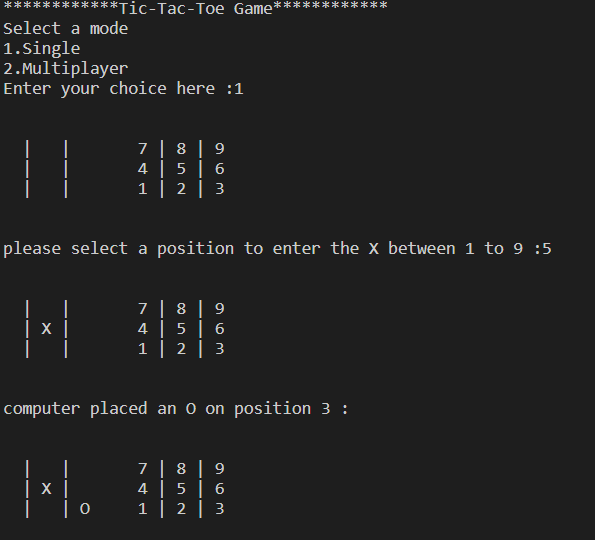 ************Tic-Tac-Toe Game************
Select a mode
1.Single
2.Multiplayer
Enter your choice here :1
  |   |       7 | 8 | 9
  |   |       4 | 5 | 6
  |   |       1 | 2 | 3
please select a position to enter the X between 1 to 9 :5
  |   |       7 | 8 | 9
  | X |       4 | 5 | 6
  |   |       1 | 2 | 3
computer placed an O on position 3 :
  |   |       7 | 8 | 9
  | X |       4 | 5 | 6
  |   | O     1 | 2 | 3